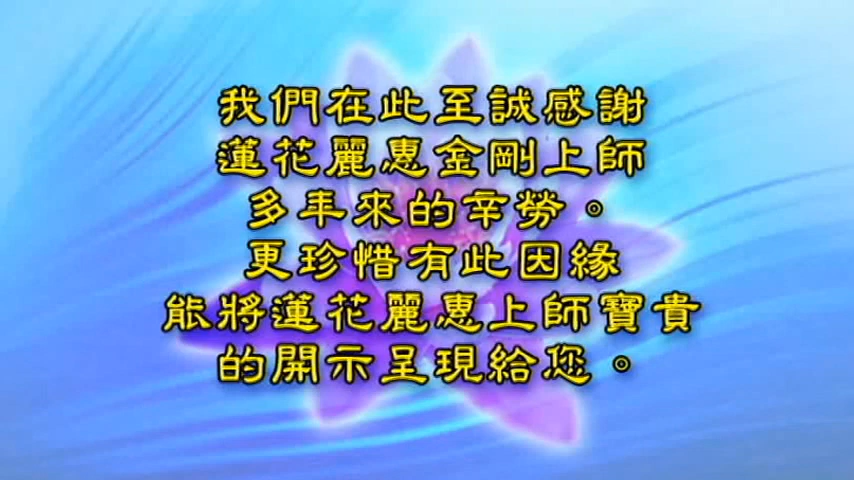 我們在此至誠感謝
蓮花麗惠金剛上師
多年來的辛勞。
更珍惜有此因緣
能將蓮花麗惠上師寶貴
的開示呈現給您。